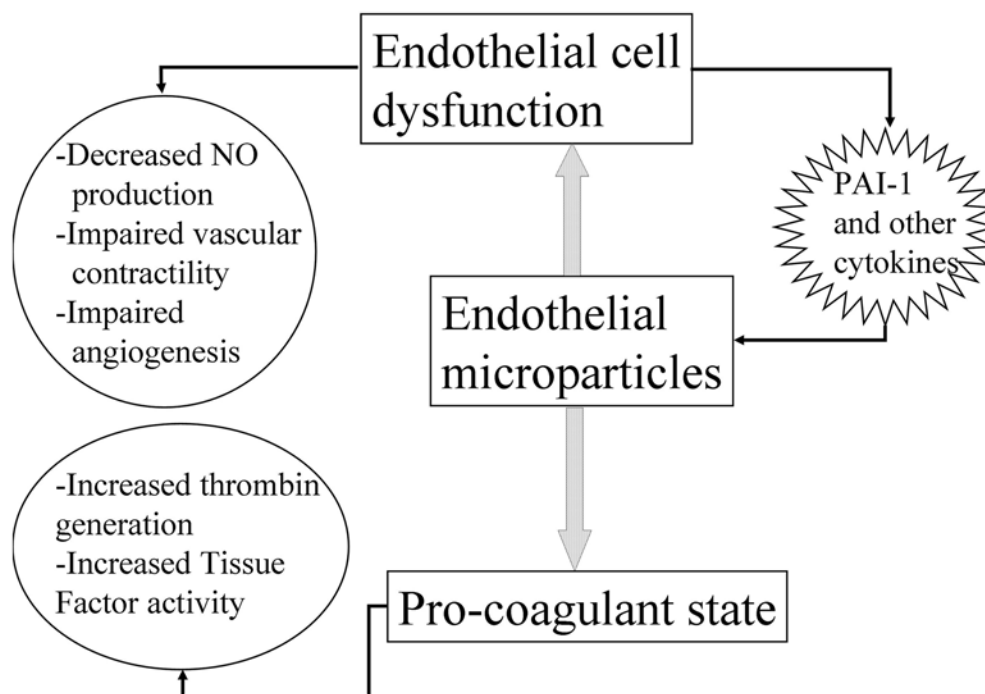 Endothelial cell
dysfunction
-Decreased NO
production
-Impaired vascular
contractility
-Impaired
angiogenesis
PAI-1
and other
cytokines
Endothelial
microparticles
-Increased thrombin
generation
-Increased Tissue
Factor activity
Pro-coagulant state